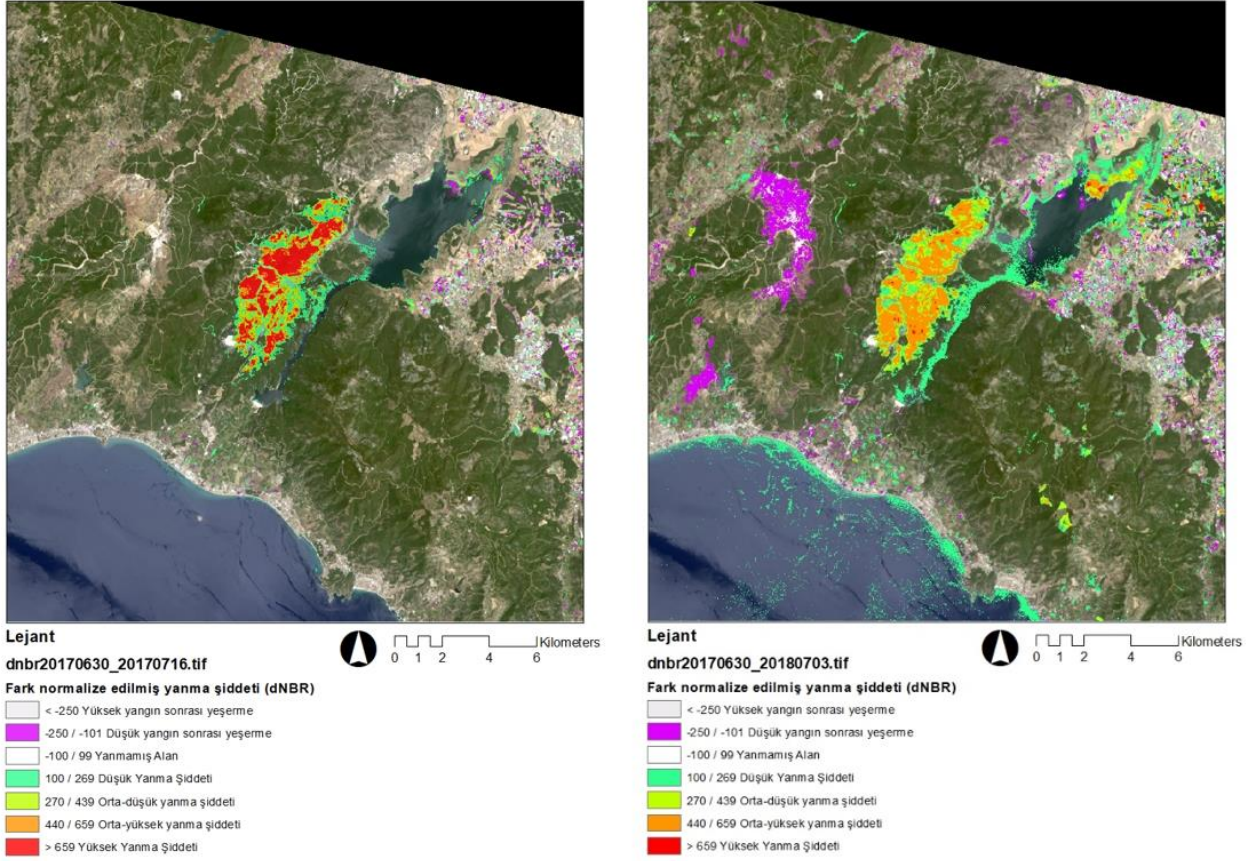 Lejant
dnbr20170630_20170716.tif
Kilometers
0 1 2 4 6
Fark normalize edilmiş yanma şiddeti (dNBR)
< -250 Yüksek yangın sonrası yeşerme
-250 / -101 Düşük yangın sonrası yeşerme
-100 / 99 Yanmamış Alan
100 / 269 Düşük Yanma Şiddeti
270 / 439 Orta-düşük yanma şiddeti
440 / 659 Orta-yüksek yanma şiddeti
> 659 Yüksek Yanma Şiddeti
Lejant
dnbr20170630_20180703.tif
Kilometers
0 1 2 4 6
Fark normalize edilmiş yanma şiddeti (dNBR)
< -250 Yüksek yangın sonrası yeşerme
-250 / -101 Düşük yangın sonrası yeşerme
-100 / 99 Yanmamış Alan
100 / 269 Düşük Yanma Şiddeti
270 / 439 Orta-düşük yanma şiddeti
440 / 659 Orta-yüksek yanma şiddeti
> 659 Yüksek Yanma Şiddeti